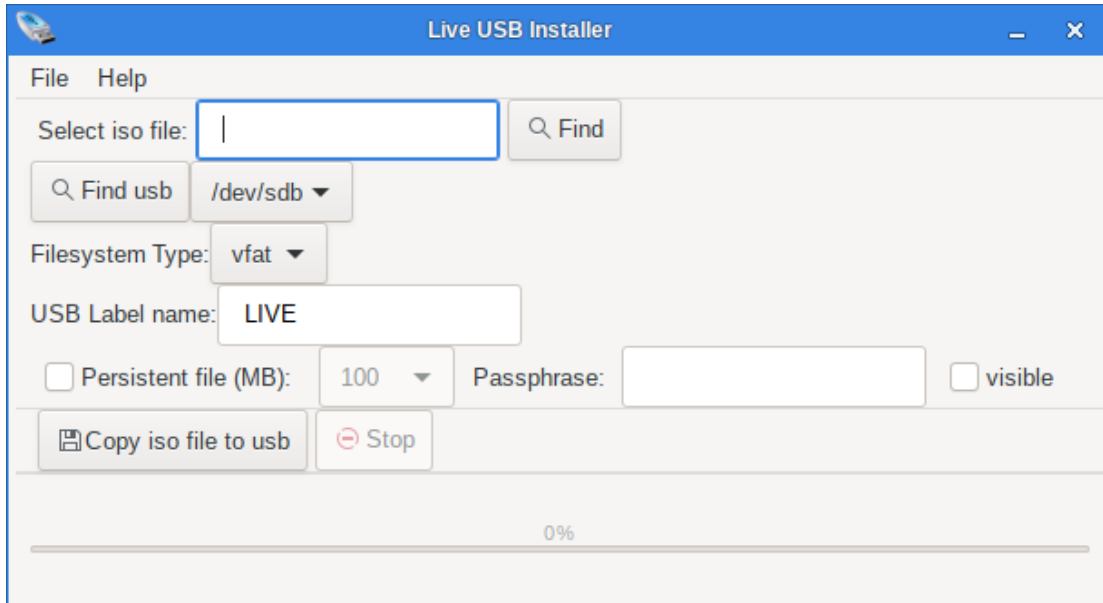 Live USB Installer
File Help
Select iso file: Find
Find usb /dev/sdb
Filesystem Type: vfat
USB Label name: LIVE
Persistent file (MB): 100 Passphrase: visible
Copy iso file to usb Stop
0%